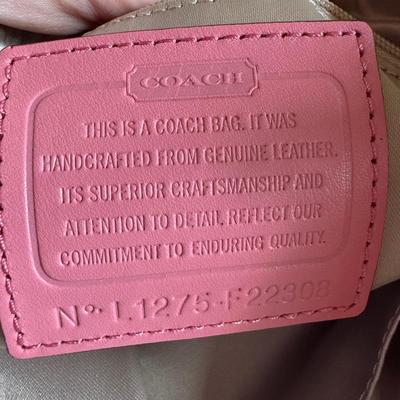 COACH
THIS IS A COACH BAG. IT WAS
HANDCRAFTED FROM GENUINE LEATHER.
ITS SUPERIOR CRAFTSMANSHIP AND
ATTENTION TO DETAIL REFLECT OUR
COMMITMENT TO ENDURING QUALITY.
Nº· L1275-F22308